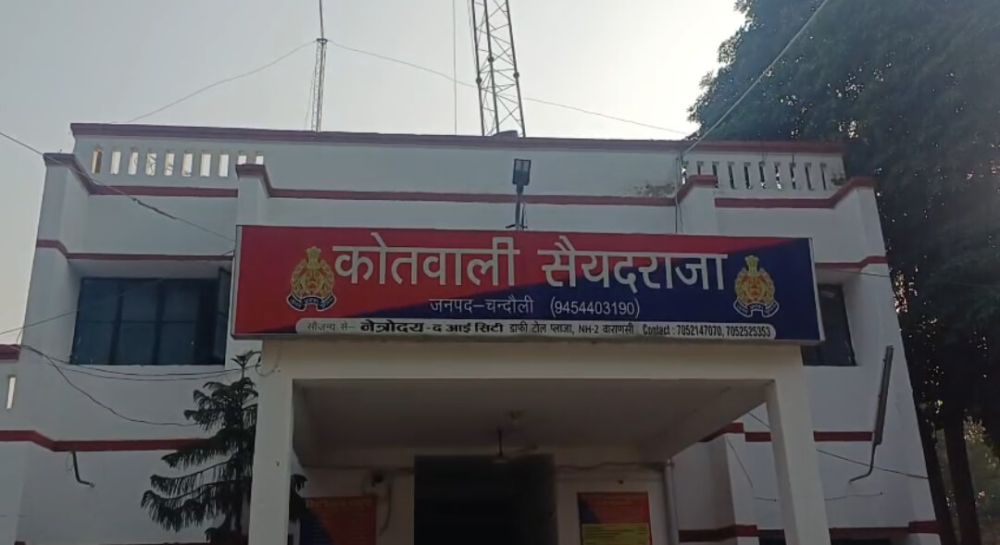 कोतवाली सैयदराजा
जनपद–चन्दौली (9454403190)
सौजन्य से– नेत्रोदय - द आई सिटी डाफी टोल प्लाजा, NH-2 वाराणसी Contact : 7052147070, 7052525353